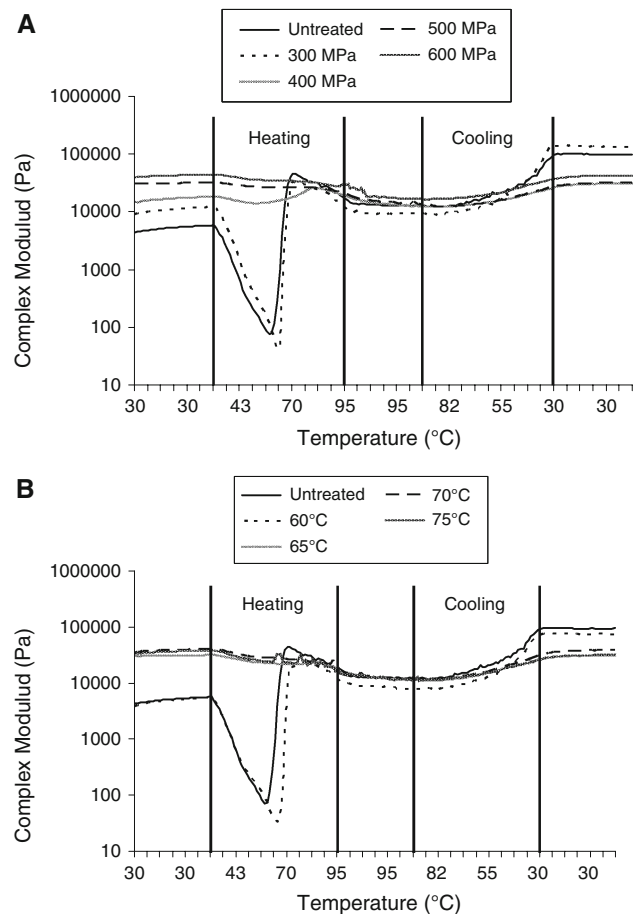 A
Untreated
500 MPa
300 MPa
600 MPa
400 MPa
1000000
100000
10000
1000
100
10
Complex Modulud (Pa)
Heating
Cooling
30 30 43 70 95 95 82 55 30 30
Temperature (°C)
B
Untreated
70°C
60°C
75°C
65°C
1000000
100000
10000
1000
100
10
Complex Modulud (Pa)
Heating
Cooling
30 30 43 70 95 95 82 30 30
Temperature (°C)